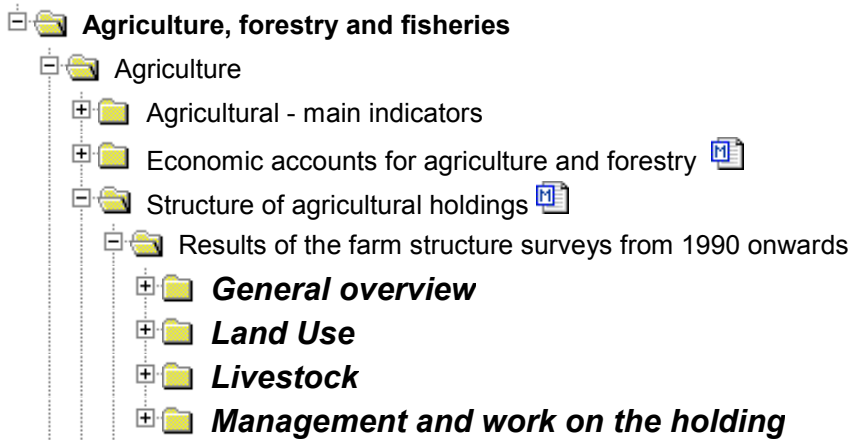 Agriculture, forestry and fisheries
Agriculture
Agricultural - main indicators
Economic accounts for agriculture and forestry M
Structure of agricultural holdings M
Results of the farm structure surveys from 1990 onwards
General overview
Land Use
Livestock
Management and work on the holding